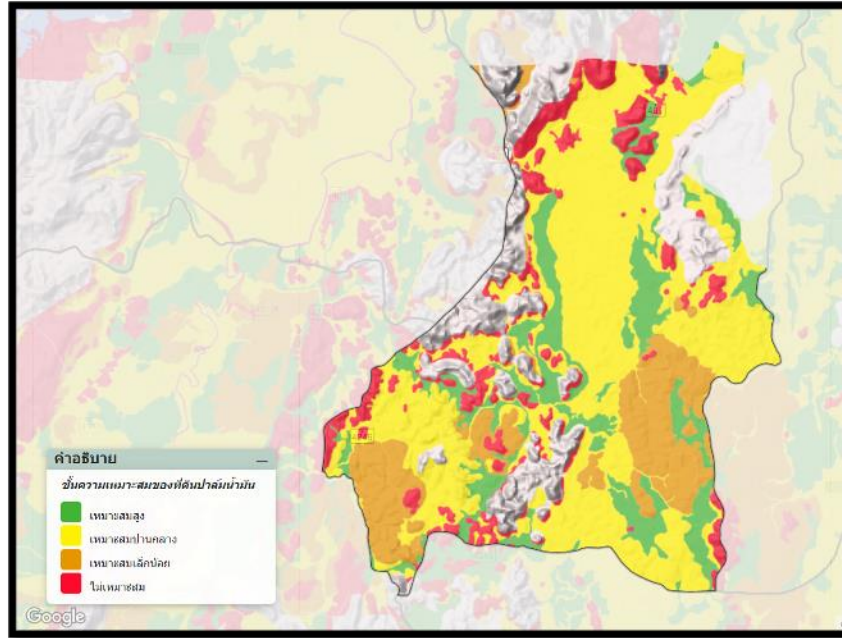 คำอธิบาย
ชั้นความเหมาะสมของที่ดินปาล์มน้ำมัน
เหมาะสมสูง
เหมาะสมปานกลาง
เหมาะสมเล็กน้อย
ไม่เหมาะสม
Google